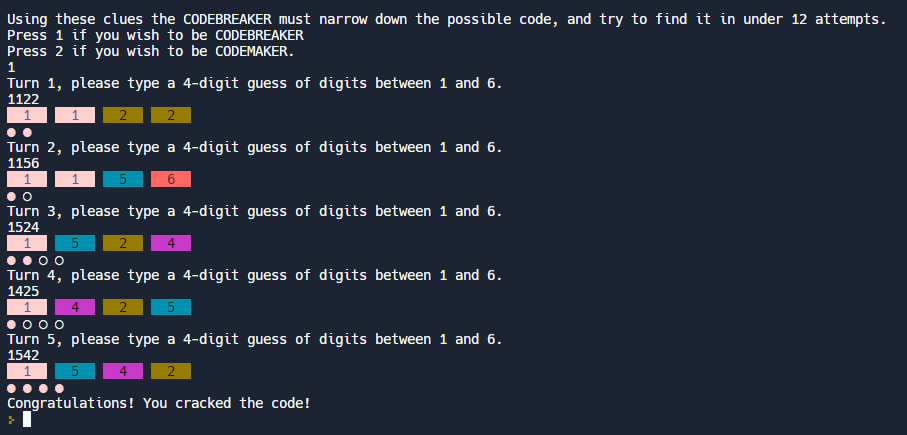 Using these clues the CODEBREAKER must narrow down the possible code, and try to find it in under 12 attempts.
Press 1 if you wish to be CODEBREAKER
Press 2 if you wish to be CODEMAKER.
1
Turn 1, please type a 4-digit guess of digits between 1 and 6.
1122
1 1 2 2
● ●
Turn 2, please type a 4-digit guess of digits between 1 and 6.
1156
1 1 5 6
● ○
Turn 3, please type a 4-digit guess of digits between 1 and 6.
1524
1 5 2 4
● ● ○ ○
Turn 4, please type a 4-digit guess of digits between 1 and 6.
1425
1 4 2 5
● ○ ○ ○
Turn 5, please type a 4-digit guess of digits between 1 and 6.
1542
1 5 4 2
● ● ● ●
Congratulations! You cracked the code!
>